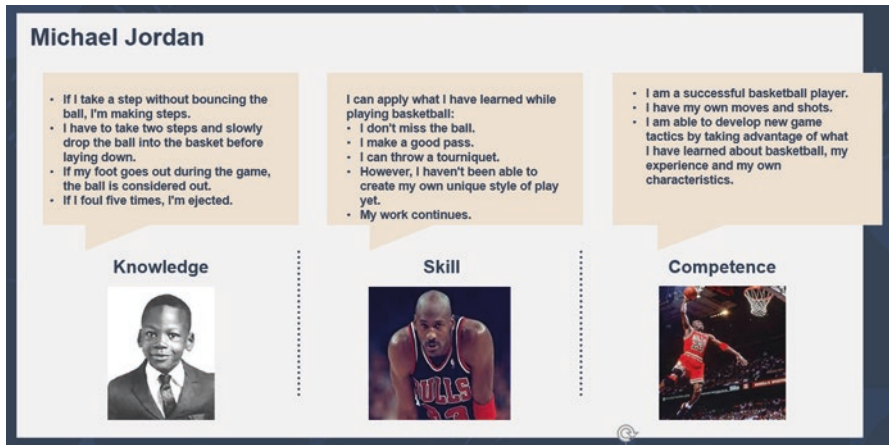 Michael Jordan
• If I take a step without bouncing the
ball, I'm making steps.
• I have to take two steps and slowly
drop the ball into the basket before
laying down.
• If my foot goes out during the game,
the ball is considered out.
• If I foul five times, I'm ejected.
I can apply what I have learned while
playing basketball:
• I don't miss the ball.
• I make a good pass.
• I can throw a tourniquet.
• However, I haven't been able to
create my own unique style of play
yet.
• My work continues.
• I am a successful basketball player.
• I have my own moves and shots.
• I am able to develop new game
tactics by taking advantage of what
I have learned about basketball, my
experience and my own
characteristics.
Knowledge
Skill
Competence
BULLS
23